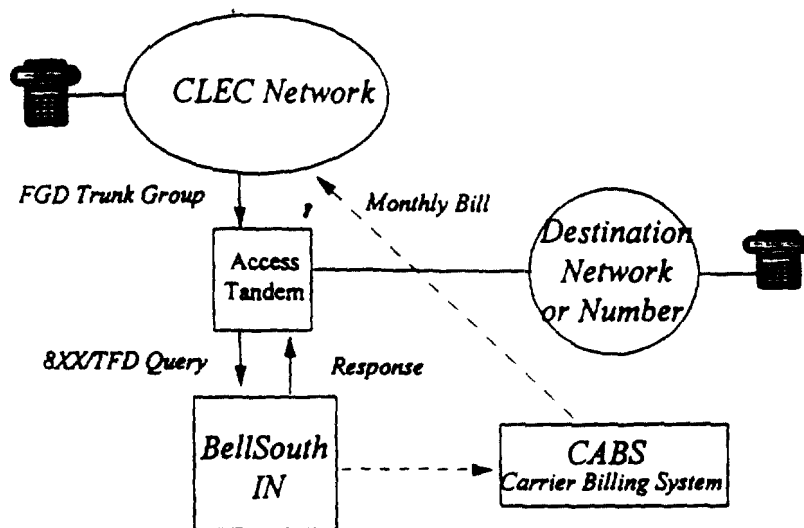 CLEC Network
FGD Trunk Group
Monthly Bill
Access
Tandem
Destination
Network
or Number
8XX/TFD Query
Response
BellSouth
IN
CABS
Carrier Billing System